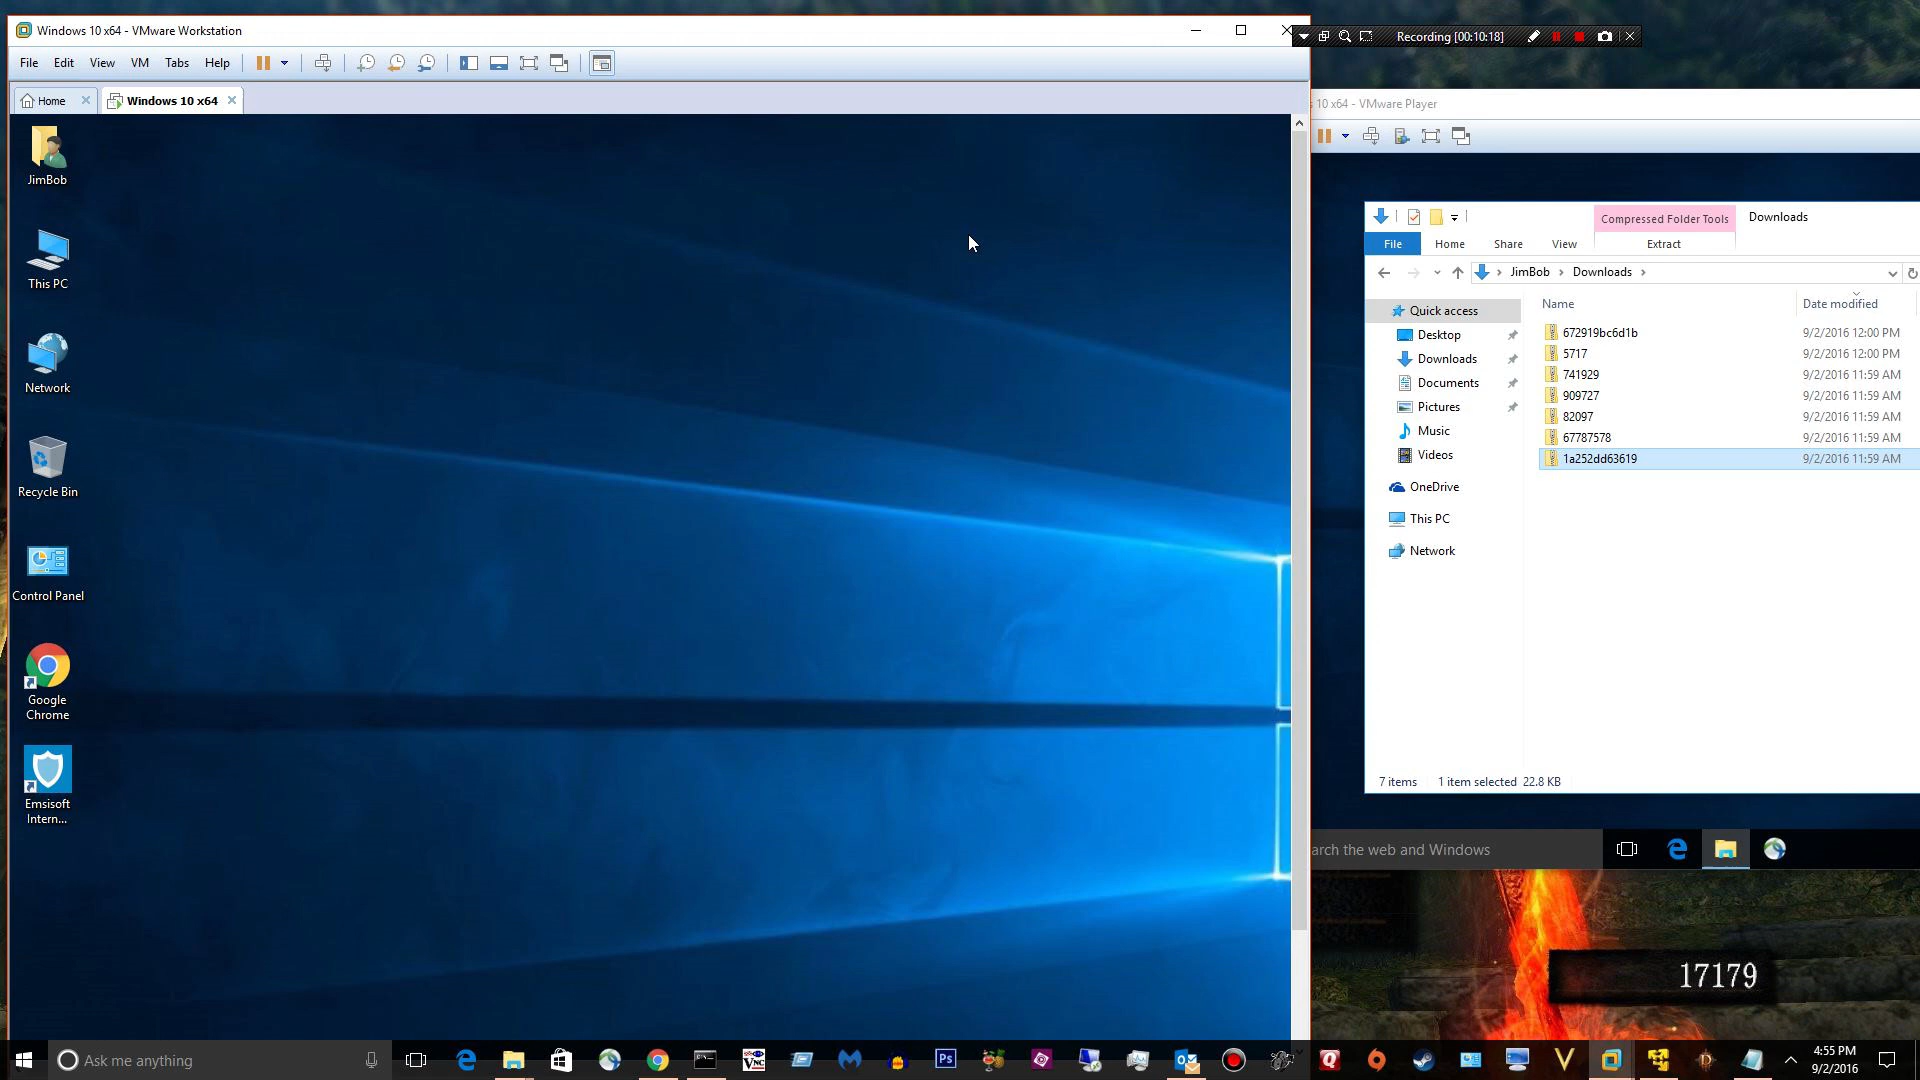 Windows 10 x64 - VMware Workstation
File Edit View VM Tabs Help
Home
Windows 10 x64
JimBob
This PC
Network
Recycle Bin
Control Panel
Google
Chrome
Emsisoft
Intern...
Recording [00:10:18]
10 x64 - VMware Player
Compressed Folder Tools
Downloads
File Home Share View Extract
JimBob Downloads
Name Date modified
Quick access
Desktop
Downloads
Documents
Pictures
Music
Videos
OneDrive
This PC
Network
672919bc6d1b 9/2/2016 12:00 PM
5717 9/2/2016 12:00 PM
741929 9/2/2016 11:59 AM
909727 9/2/2016 11:59 AM
82097 9/2/2016 11:59 AM
67787578 9/2/2016 11:59 AM
1a252dd63619 9/2/2016 11:59 AM
7 items 1 item selected 22.8 KB
arch the web and Windows
17179
Ask me anything
Ps
4:55 PM
9/2/2016